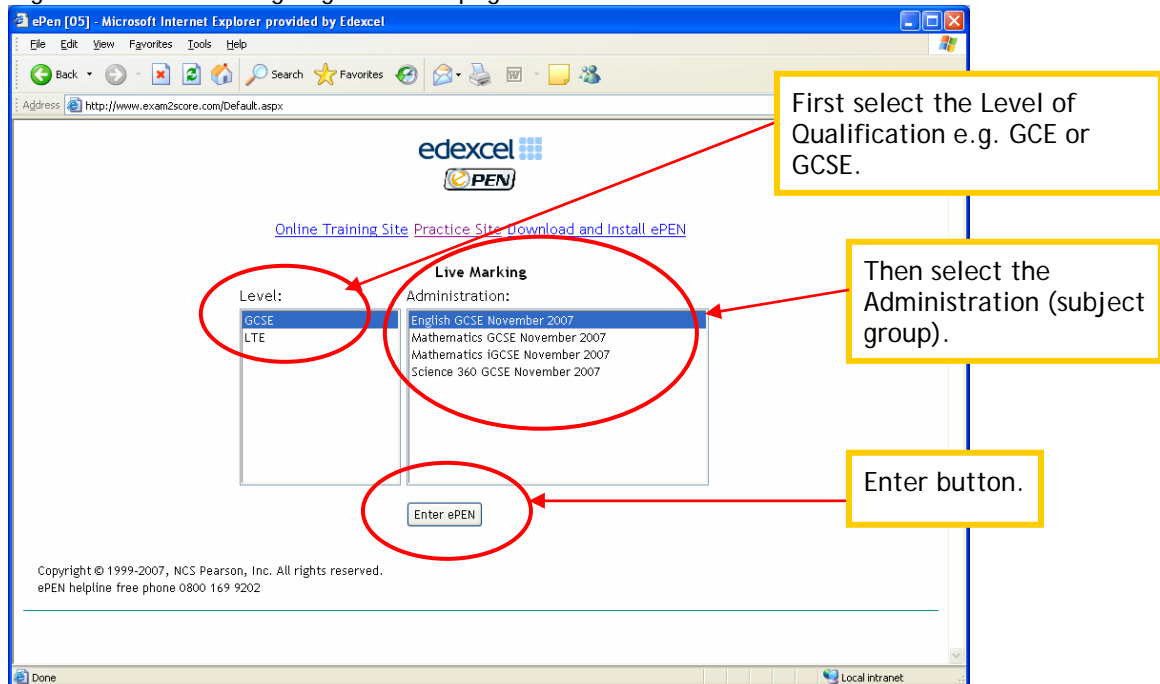 ePen [05] - Microsoft Internet Explorer provided by Edexcel
File Edit View Favorites Tools Help
Back Search Favorites
Address http://www.exam2score.com/Default.aspx
First select the Level of
Qualification e.g. GCE or
GCSE.
edexcel
ePEN
Online Training Site Practice Site Download and Install ePEN
Live Marking
Level:
Administration:
GCSE
LTE
English GCSE November 2007
Mathematics GCSE November 2007
Mathematics iGCSE November 2007
Science 360 GCSE November 2007
Then select the
Administration (subject
group).
Enter button.
Enter ePEN
Copyright © 1999-2007, NCS Pearson, Inc. All rights reserved.
ePEN helpline free phone 0800 169 9202
Done
Local intranet